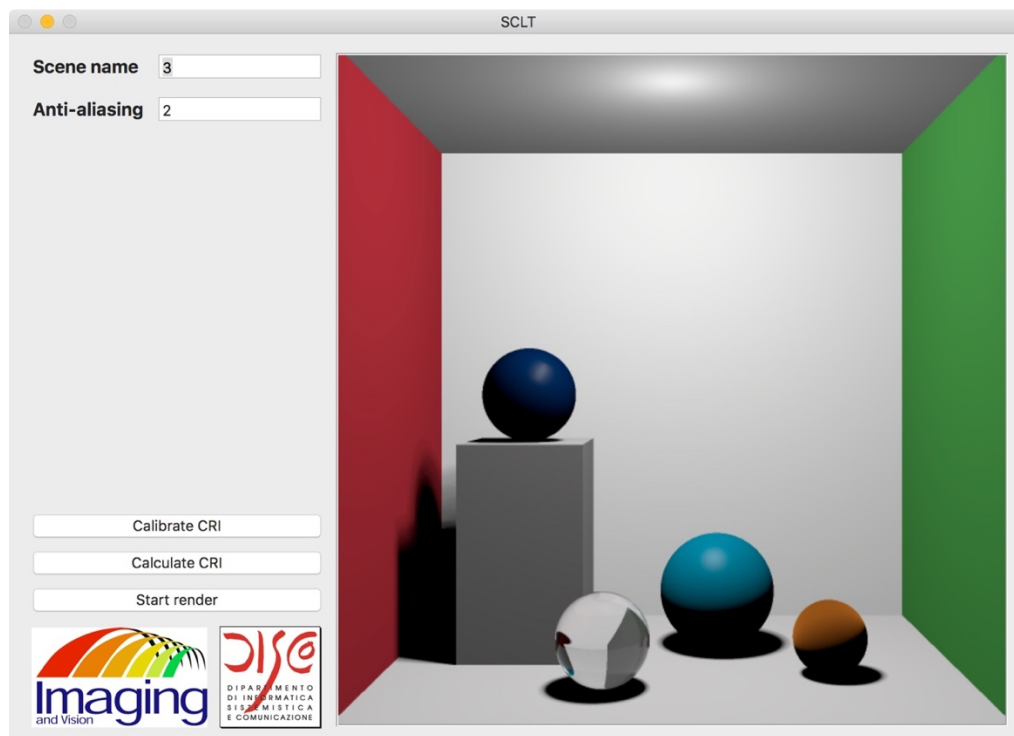 SCLT
Scene name 3
Anti-aliasing 2
Calibrate CRI
Calculate CRI
Start render
Imaging
and Vision
DISCO
DIPARTIMENTO
DI INFORMATICA
SISTEMISTICA
E COMUNICAZIONE